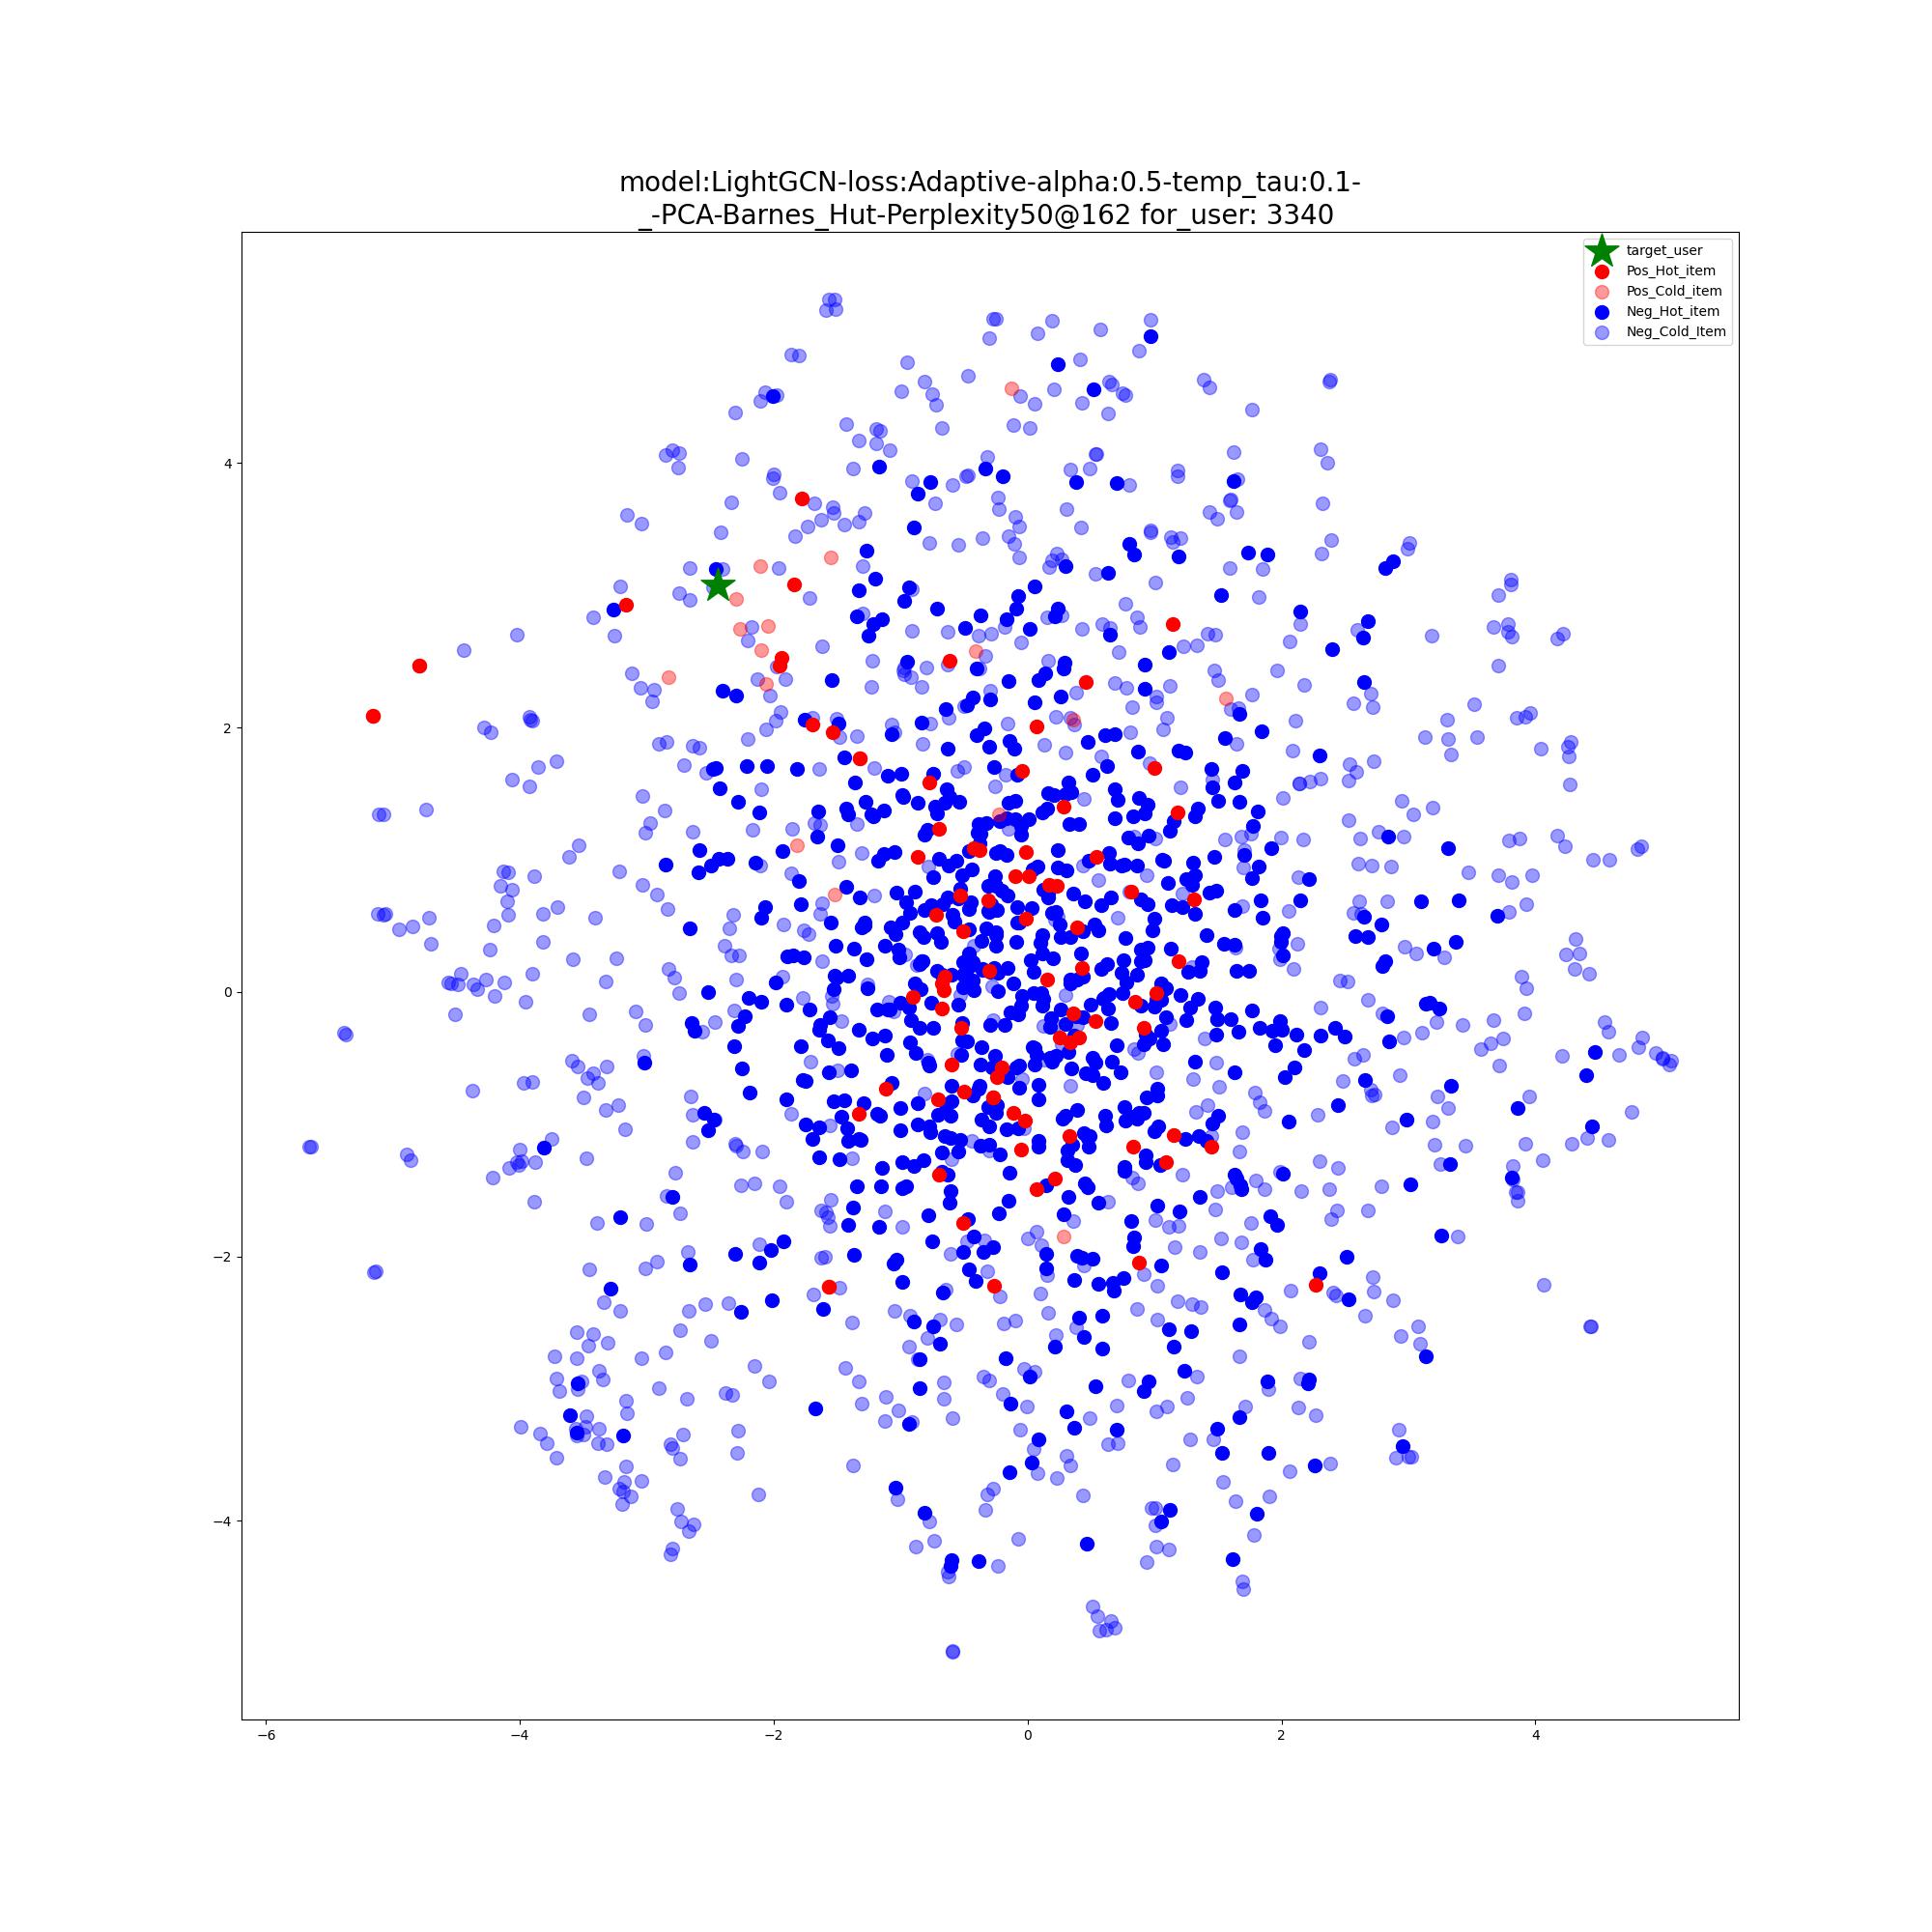 model:LightGCN-loss:Adaptive-alpha:0.5-temp_tau:0.1-
_-PCA-Barnes_Hut-Perplexity50@162 for_user: 3340
target_user
Pos_Hot_item
Pos_Cold_item
Neg_Hot_item
Neg_Cold_Item
4
2
0
−2
−4
−6
−4
−2
0
2
4